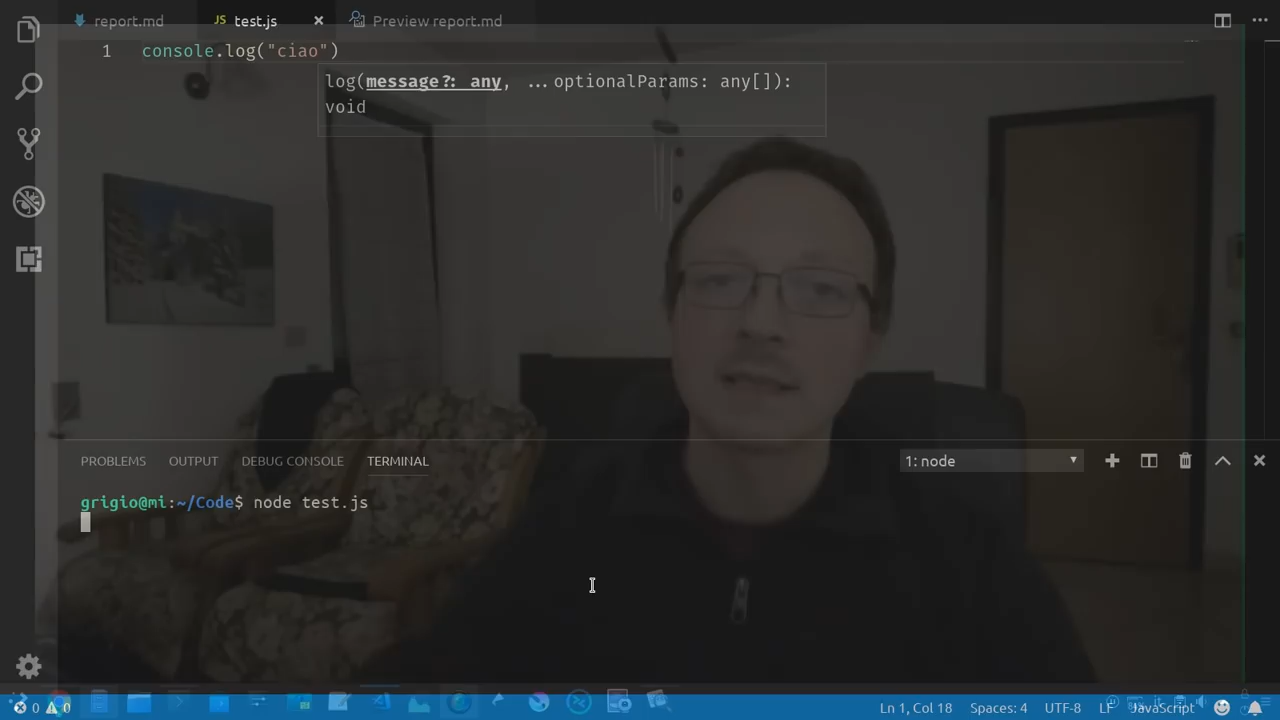 report.md
test.js
Preview report.md
1 console.log("ciao")
log(message?: any, ...optionalParams: any[]):
void
PROBLEMS OUTPUT DEBUG CONSOLE TERMINAL
1: node
grigio@mi:~/Code$ node test.js
0 0 Ln 1, Col 18 Spaces: 4 UTF-8 LF JavaScript